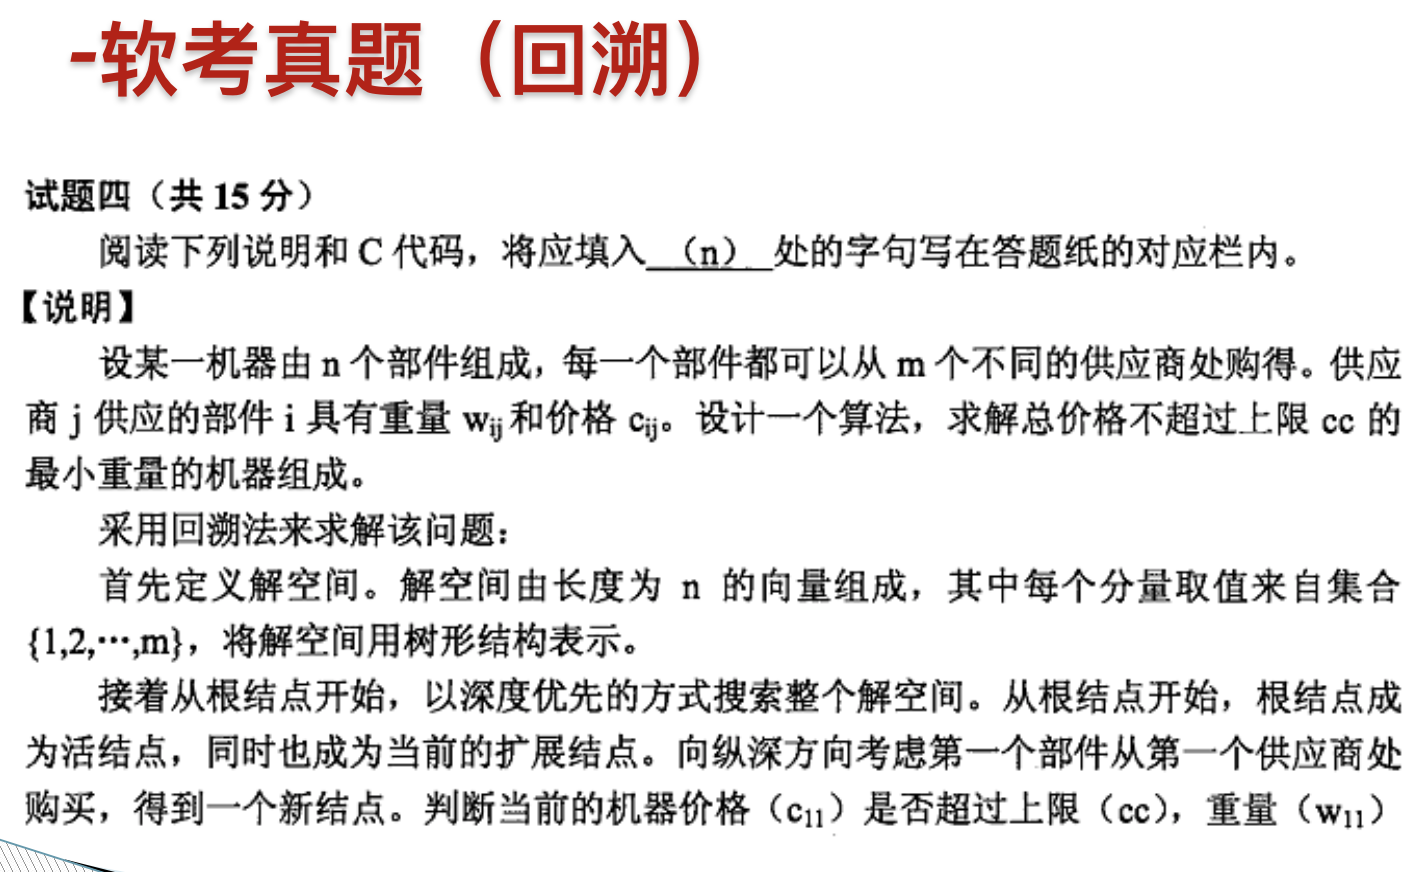 -软考真题（回溯）
试题四（共 15 分）
阅读下列说明和 C 代码，将应填入 （n） 处的字句写在答题纸的对应栏内。
【说明】
设某一机器由 n 个部件组成，每一个部件都可以从 m 个不同的供应商处购得。供应
商 j 供应的部件 i 具有重量 wij 和价格 cij。设计一个算法，求解总价格不超过上限 cc 的
最小重量的机器组成。
采用回溯法来求解该问题：
首先定义解空间。解空间由长度为 n 的向量组成，其中每个分量取值来自集合
{1,2,…,m}，将解空间用树形结构表示。
接着从根结点开始，以深度优先的方式搜索整个解空间。从根结点开始，根结点成
为活结点，同时也成为当前的扩展结点。向纵深方向考虑第一个部件从第一个供应商处
购买，得到一个新结点。判断当前的机器价格（c11）是否超过上限（cc），重量（w11）